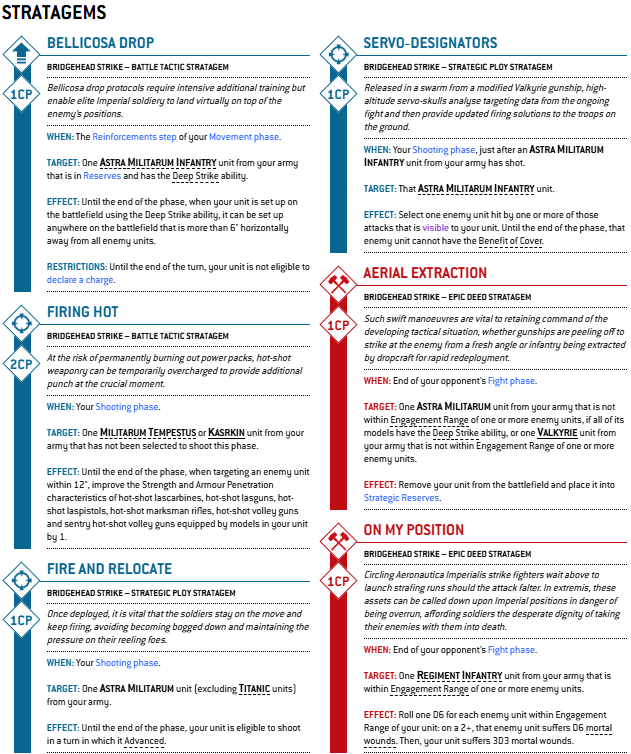 STRATAGEMS
BELLICOSA DROP
BRIDGEHEAD STRIKE – BATTLE TACTIC STRATAGEM
1CP
Bellicosa drop protocols require intensive additional training but
enable elite Imperial soldiery to land virtually on top of the
enemy's positions.
WHEN: The Reinforcements step of your Movement phase.
TARGET: One ASTRA MILITARUM INFANTRY unit from your army
that is in Reserves and has the Deep Strike ability.
EFFECT: Until the end of the phase, when your unit is set up on
the battlefield using the Deep Strike ability, it can be set up
anywhere on the battlefield that is more than 6" horizontally
away from all enemy units.
RESTRICTIONS: Until the end of the turn, your unit is not eligible to
declare a charge.
FIRING HOT
BRIDGEHEAD STRIKE – BATTLE TACTIC STRATAGEM
2CP
At the risk of permanently burning out power packs, hot-shot
weaponry can be temporarily overcharged to provide additional
punch at the crucial moment.
WHEN: Your Shooting phase.
TARGET: One MILITARUM TEMPESTUS or KASRKIN unit from your
army that has not been selected to shoot this phase.
EFFECT: Until the end of the phase, when targeting an enemy unit
within 12", improve the Strength and Armour Penetration
characteristics of hot-shot lascarbines, hot-shot lasguns, hot-
shot laspistols, hot-shot marksman rifles, hot-shot volley guns
and sentry hot-shot volley guns equipped by models in your unit
by 1.
FIRE AND RELOCATE
BRIDGEHEAD STRIKE – STRATEGIC PLOY STRATAGEM
1CP
Once deployed, it is vital that the soldiers stay on the move and
keep firing, avoiding becoming bogged down and maintaining the
pressure on their reeling foes.
WHEN: Your Shooting phase.
TARGET: One ASTRA MILITARUM unit (excluding TITANIC units)
from your army.
EFFECT: Until the end of the phase, your unit is eligible to shoot
in a turn in which it Advanced.
SERVO-DESIGNATORS
BRIDGEHEAD STRIKE – STRATEGIC PLOY STRATAGEM
1CP
Released in a swarm from a modified Valkyrie gunship, high-
altitude servo-skulls analyse targeting data from the ongoing
fight and then provide updated firing solutions to the troops on
the ground.
WHEN: Your Shooting phase, just after an ASTRA MILITARUM
INFANTRY unit from your army has shot.
TARGET: That ASTRA MILITARUM INFANTRY unit.
EFFECT: Select one enemy unit hit by one or more of those
attacks that is visible to your unit. Until the end of the phase, that
enemy unit cannot have the Benefit of Cover.
AERIAL EXTRACTION
BRIDGEHEAD STRIKE – EPIC DEED STRATAGEM
1CP
Such swift manoeuvres are vital to retaining command of the
developing tactical situation, whether gunships are peeling off to
strike at the enemy from a fresh angle or infantry being extracted
by dropcraft for rapid redeployment.
WHEN: End of your opponent's Fight phase.
TARGET: One ASTRA MILITARUM unit from your army that is not
within Engagement Range of one or more enemy units, if all of its
models have the Deep Strike ability, or one VALKYRIE unit from
your army that is not within Engagement Range of one or more
enemy units.
EFFECT: Remove your unit from the battlefield and place it into
Strategic Reserves.
ON MY POSITION
BRIDGEHEAD STRIKE – EPIC DEED STRATAGEM
1CP
Circling Aeronautica Imperialis strike fighters wait above to
launch strafing runs should the attack falter. In extremis, these
assets can be called down upon Imperial positions in danger of
being overrun, affording soldiers the desperate dignity of taking
their enemies with them into death.
WHEN: End of your opponent's Fight phase.
TARGET: One REGIMENT INFANTRY unit from your army that is
within Engagement Range of one or more enemy units.
EFFECT: Roll one D6 for each enemy unit within Engagement
Range of your unit: on a 2+, that enemy unit suffers D6 mortal
wounds. Then, your unit suffers 3D3 mortal wounds.